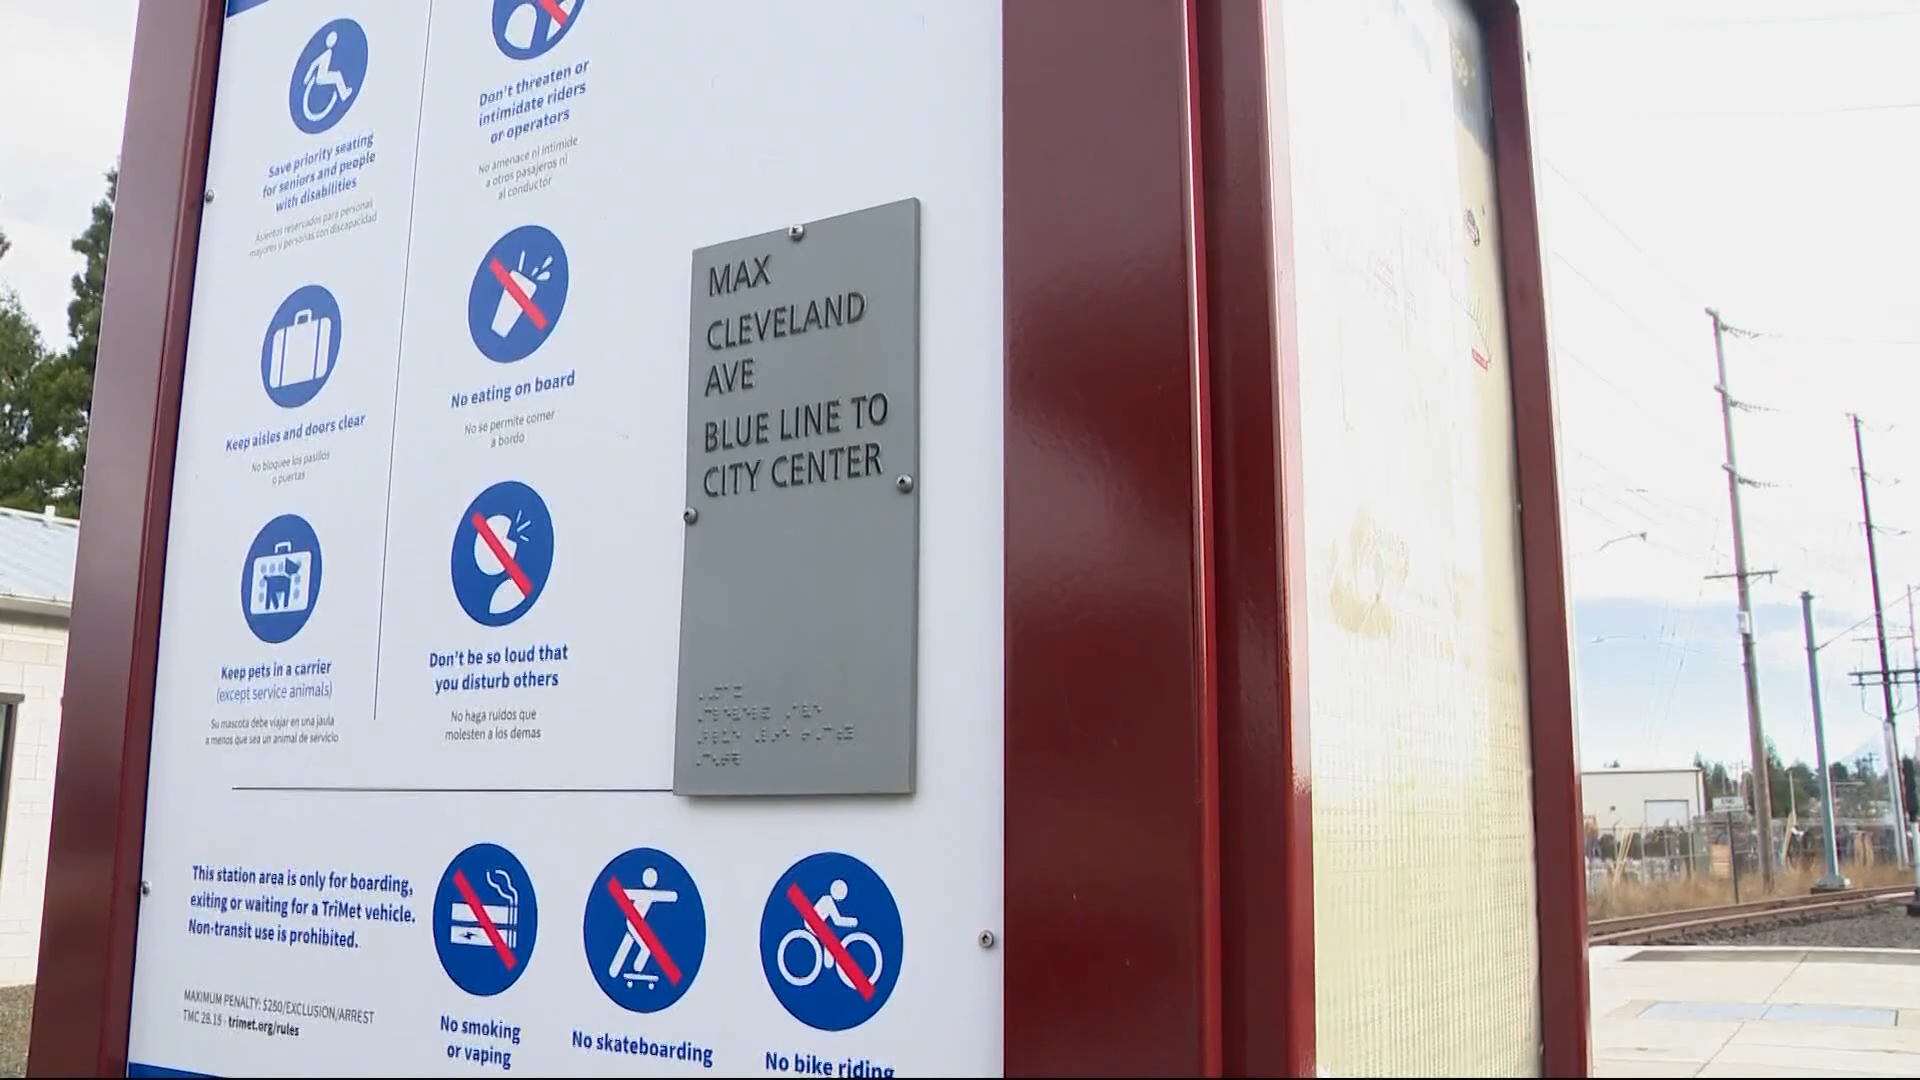 Save priority seating
for seniors and people
with disabilities
Asientos reservados para personas
mayores y personas con discapacidad
Keep aisles and doors clear
No bloquee los pasillos
o puertas
Keep pets in a carrier
(except service animals)
Su mascota debe viajar en una jaula
a menos que sea un animal de servicio
Don't threaten or
intimidate riders
or operators
No amenace ni intimide
a otros pasajeros ni
al conductor
No eating on board
No se permite comer
a bordo
Don't be so loud that
you disturb others
No haga ruidos que
molesten a los demas
MAX
CLEVELAND
AVE
BLUE LINE TO
CITY CENTER
This station area is only for boarding,
exiting or waiting for a TriMet vehicle.
Non-transit use is prohibited.
MAXIMUM PENALTY: $250/EXCLUSION/ARREST
TMC 28.15 · trimet.org/rules
No smoking
or vaping
No skateboarding
No bike riding